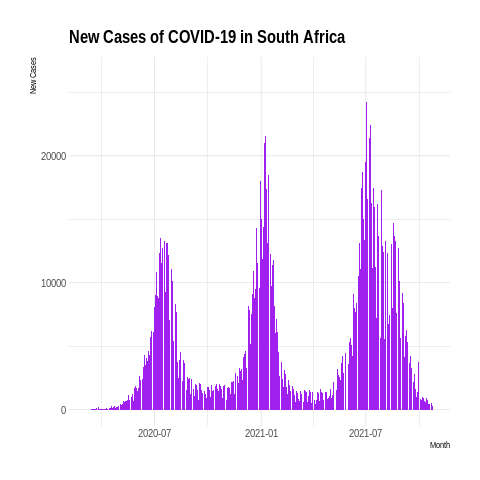 New Cases of COVID-19 in South Africa
New Cases
20000
10000
0
2020-07
2021-01
2021-07
Month